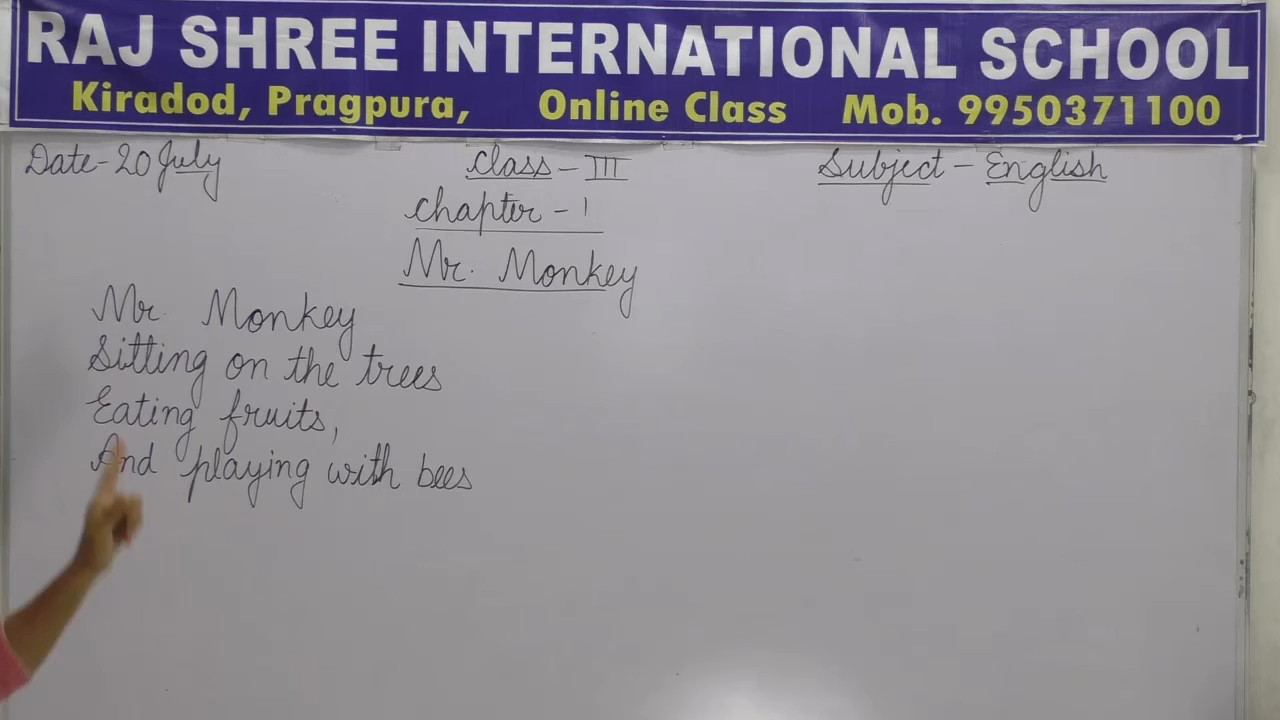 RAJ SHREE INTERNATIONAL SCHOOL
Kiradod, Pragpura, Online Class Mob. 9950371100
Date-20 July Class-III Subject-English
Chapter-1
Mr. Monkey
Mr. Monkey
Sitting on the trees
Eating fruits,
And playing with bees